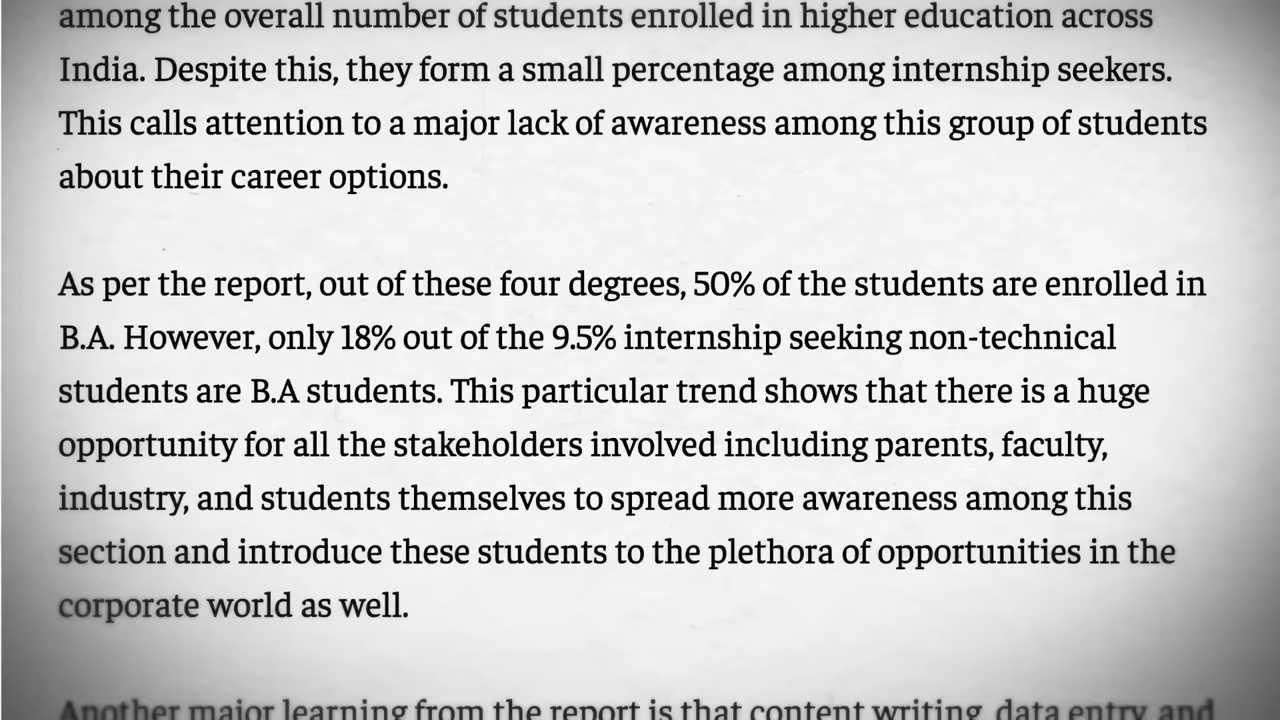 among the overall number of students enrolled in higher education across
India. Despite this, they form a small percentage among internship seekers.
This calls attention to a major lack of awareness among this group of students
about their career options.
As per the report, out of these four degrees, 50% of the students are enrolled in
B.A. However, only 18% out of the 9.5% internship seeking non-technical
students are B.A students. This particular trend shows that there is a huge
opportunity for all the stakeholders involved including parents, faculty,
industry, and students themselves to spread more awareness among this
section and introduce these students to the plethora of opportunities in the
corporate world as well.
Another major learning from the report is that content writing, data entry, and